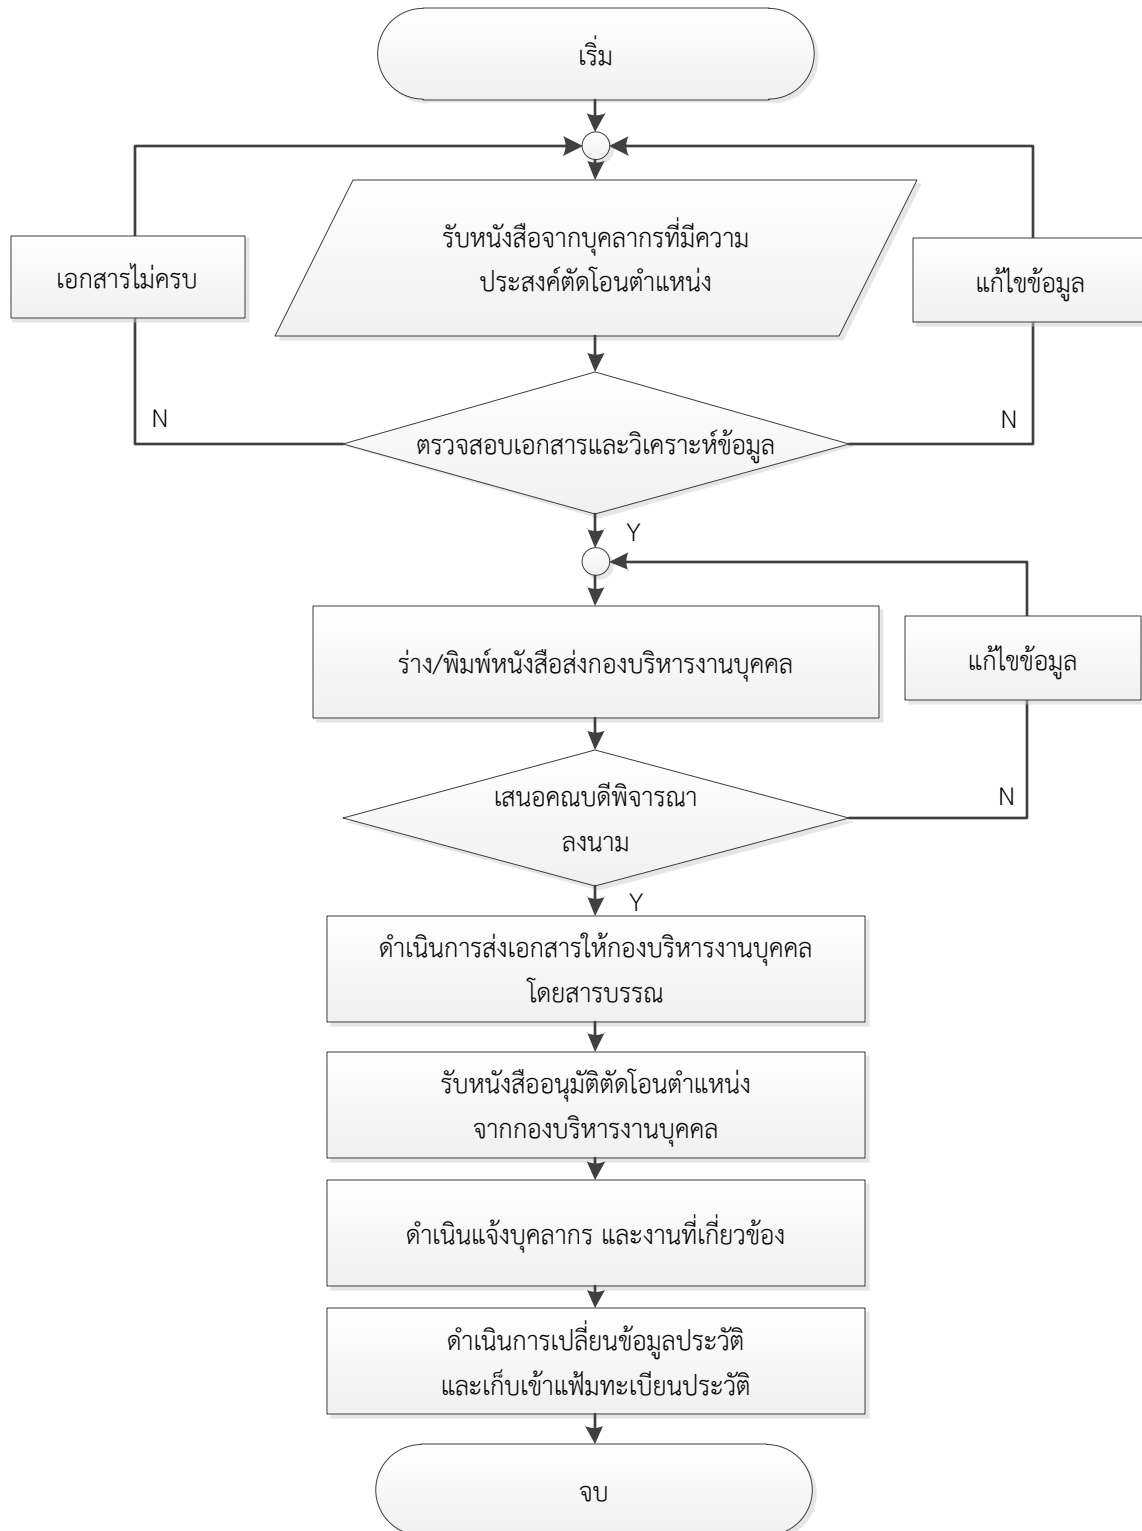 เริ่ม
รับหนังสือจากบุคลากรที่มีความ
ประสงค์ตัดโอนตำแหน่ง
เอกสารไม่ครบ
แก้ไขข้อมูล
N
N
ตรวจสอบเอกสารและวิเคราะห์ข้อมูล
Y
ร่าง/พิมพ์หนังสือส่งกองบริหารงานบุคคล
แก้ไขข้อมูล
เสนอคณบดีพิจารณา
ลงนาม
N
Y
ดำเนินการส่งเอกสารให้กองบริหารงานบุคคล
โดยสารบรรณ
รับหนังสืออนุมัติตัดโอนตำแหน่ง
จากกองบริหารงานบุคคล
ดำเนินแจ้งบุคลากร และงานที่เกี่ยวข้อง
ดำเนินการเปลี่ยนข้อมูลประวัติ
และเก็บเข้าแฟ้มทะเบียนประวัติ
จบ